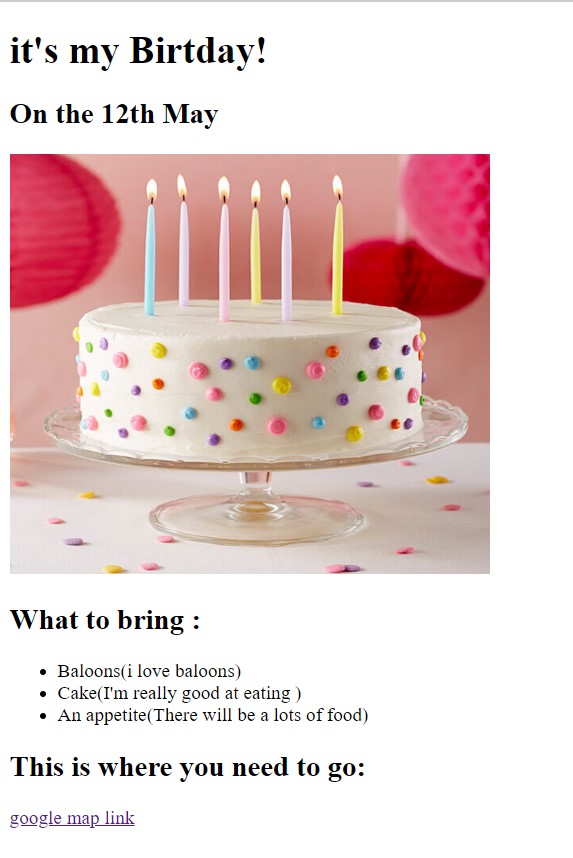 it's my Birtday!
On the 12th May
What to bring :
Baloons(i love baloons)
Cake(I'm really good at eating )
An appetite(There will be a lots of food)
This is where you need to go:
google map link